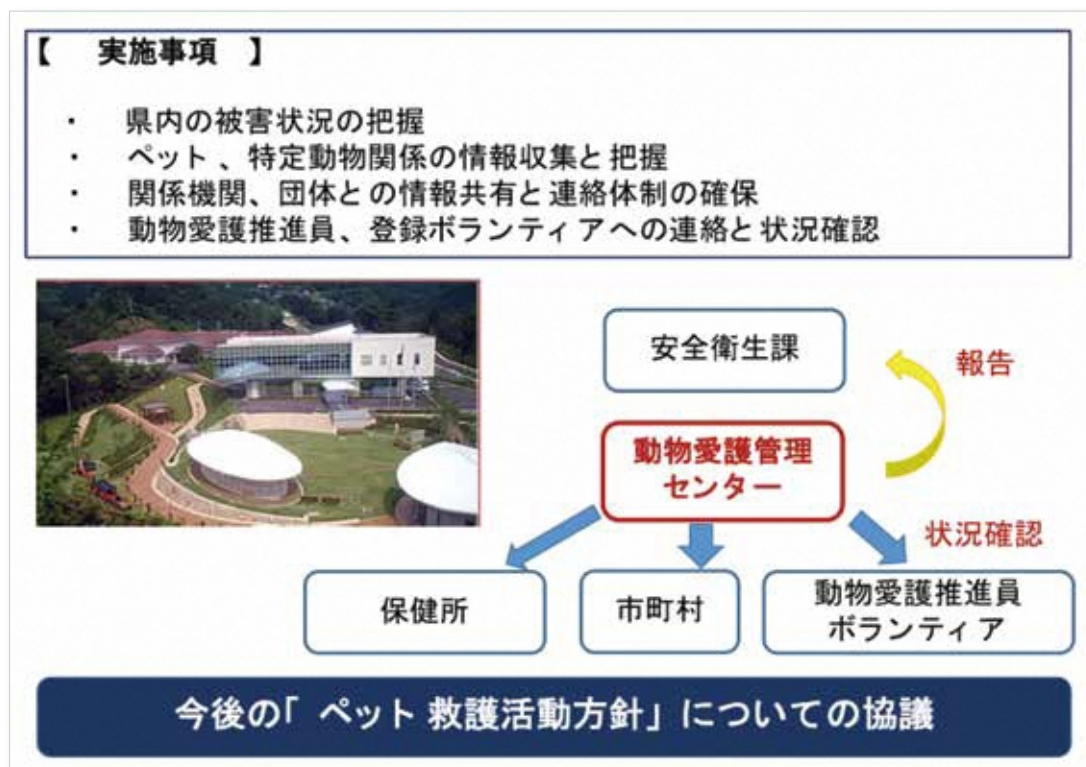 【 実施事項 】
・ 県内の被害状況の把握
・ ペット、特定動物関係の情報収集と把握
・ 関係機関、団体との情報共有と連絡体制の確保
・ 動物愛護推進員、登録ボランティアへの連絡と状況確認
安全衛生課
報告
動物愛護管理
センター
状況確認
保健所
市町村
動物愛護推進員
ボランティア
今後の「ペット救護活動方針」についての協議